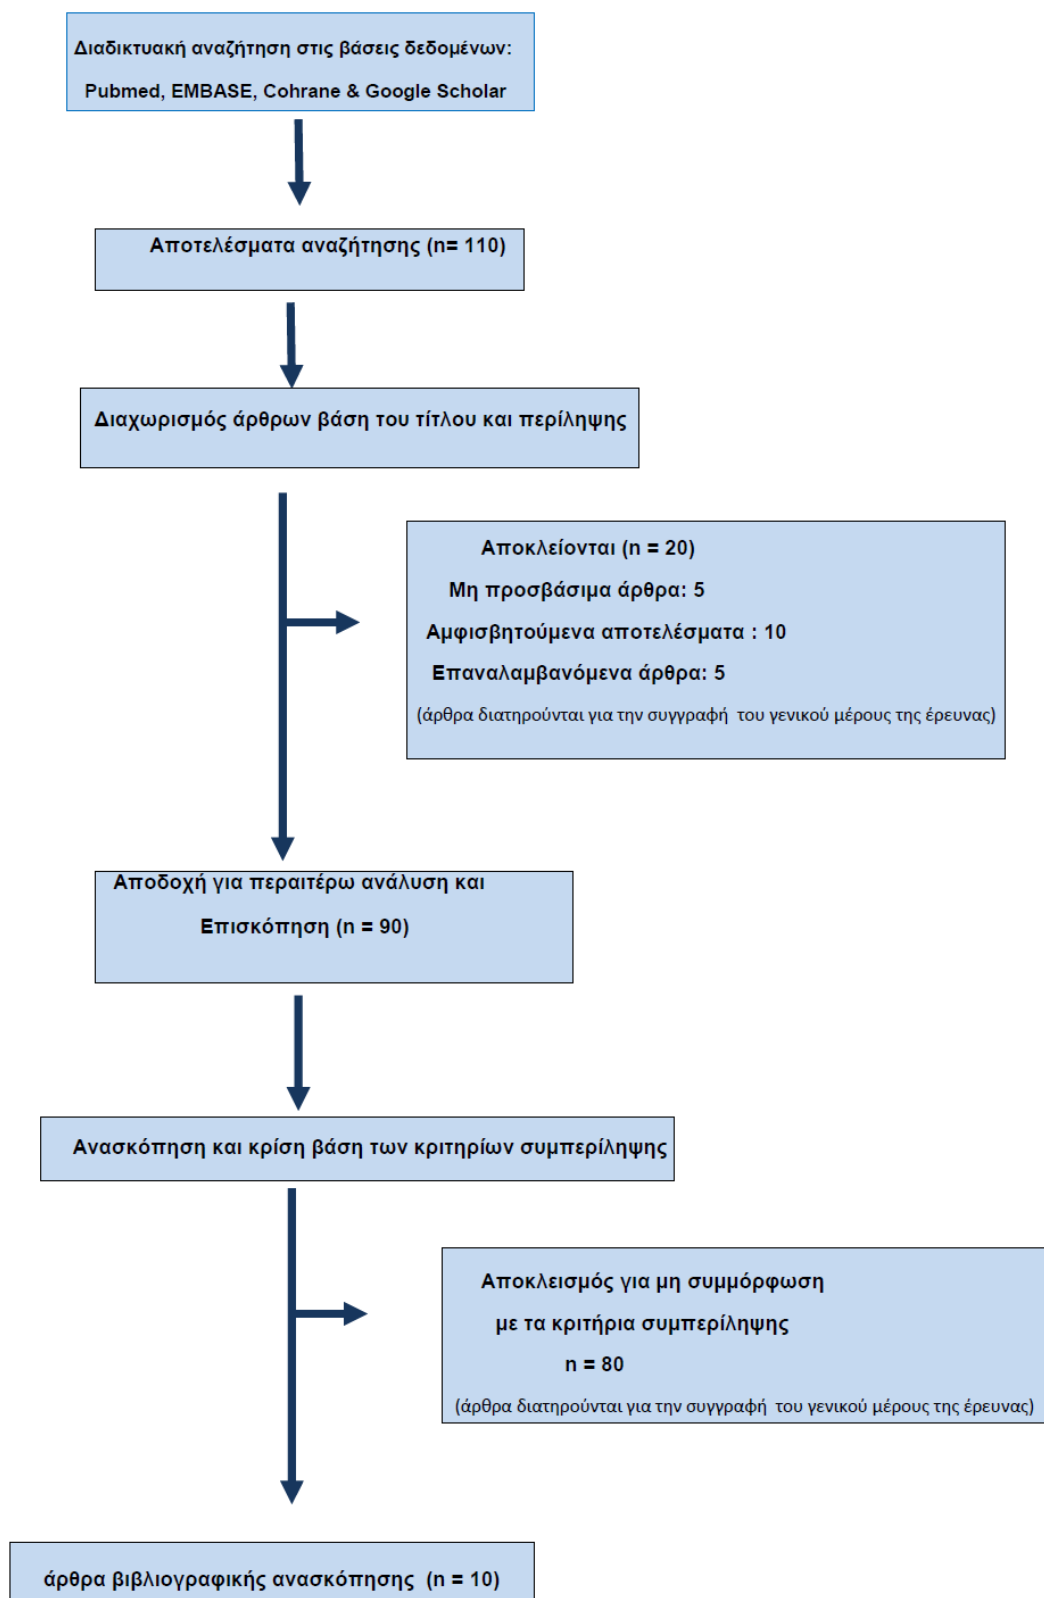 Διαδικτυακή αναζήτηση στις βάσεις δεδομένων:
Pubmed, EMBASE, Cohrane & Google Scholar
Αποτελέσματα αναζήτησης (n= 110)
Διαχωρισμός άρθρων βάση του τίτλου και περίληψης
Αποκλείονται (n = 20)
Μη προσβάσιμα άρθρα: 5
Αμφισβητούμενα αποτελέσματα : 10
Επαναλαμβανόμενα άρθρα: 5
(άρθρα διατηρούνται για την συγγραφή του γενικού μέρους της έρευνας)
Αποδοχή για περαιτέρω ανάλυση και
Επισκόπηση (n = 90)
Ανασκόπηση και κρίση βάση των κριτηρίων συμπερίληψης
Αποκλεισμός για μη συμμόρφωση
με τα κριτήρια συμπερίληψης
n = 80
(άρθρα διατηρούνται για την συγγραφή του γενικού μέρους της έρευνας)
άρθρα βιβλιογραφικής ανασκόπησης (n = 10)